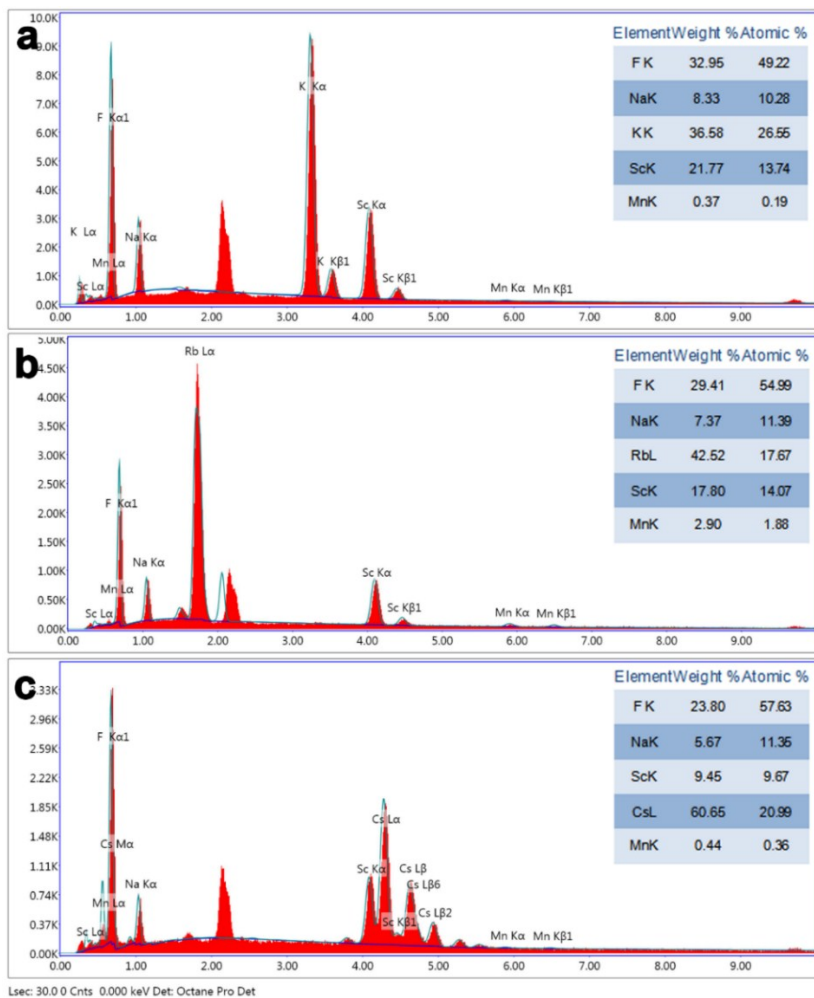 a
10.0K
9.0K
8.0K
7.0K
6.0K
5.0K
4.0K
3.0K
2.0K
1.0K
0.0K
K Lα
Sc Lα
F Kα1
Mn Lα
Na Kα
K Kα
K Kβ1
Sc Kα
Sc Kβ1
Mn Kα
Mn Kβ1
0.00 1.00 2.00 3.00 4.00 5.00 6.00 7.00 8.00 9.00
Element Weight % Atomic %
F K 32.95 49.22
NaK 8.33 10.28
K K 36.58 26.55
ScK 21.77 13.74
MnK 0.37 0.19
b
5.00K
4.50K
4.00K
3.50K
3.00K
2.50K
2.00K
1.50K
1.00K
0.50K
0.00K
Sc Lα
F Kα1
Mn Lα
Na Kα
Rb Lα
Sc Kα
Sc Kβ1
Mn Kα
Mn Kβ1
0.00 1.00 2.00 3.00 4.00 5.00 6.00 7.00 8.00 9.00
Element Weight % Atomic %
F K 29.41 54.99
NaK 7.37 11.39
RbL 42.52 17.67
ScK 17.80 14.07
MnK 2.90 1.88
c
3.33K
2.96K
2.59K
2.22K
1.85K
1.48K
1.11K
0.74K
0.37K
0.00K
F Kα1
Cs Mα
Mn Lα
Sc Lα
Na Kα
Sc Kα
Cs Lα
Sc Kβ1
Cs Lβ
Cs Lβ6
Cs Lβ2
Mn Kα
Mn Kβ1
0.00 1.00 2.00 3.00 4.00 5.00 6.00 7.00 8.00 9.00
Element Weight % Atomic %
F K 23.80 57.63
NaK 5.67 11.35
ScK 9.45 9.67
CsL 60.65 20.99
MnK 0.44 0.36
Lsec: 30.0 0 Cnts 0.000 keV Det: Octane Pro Det